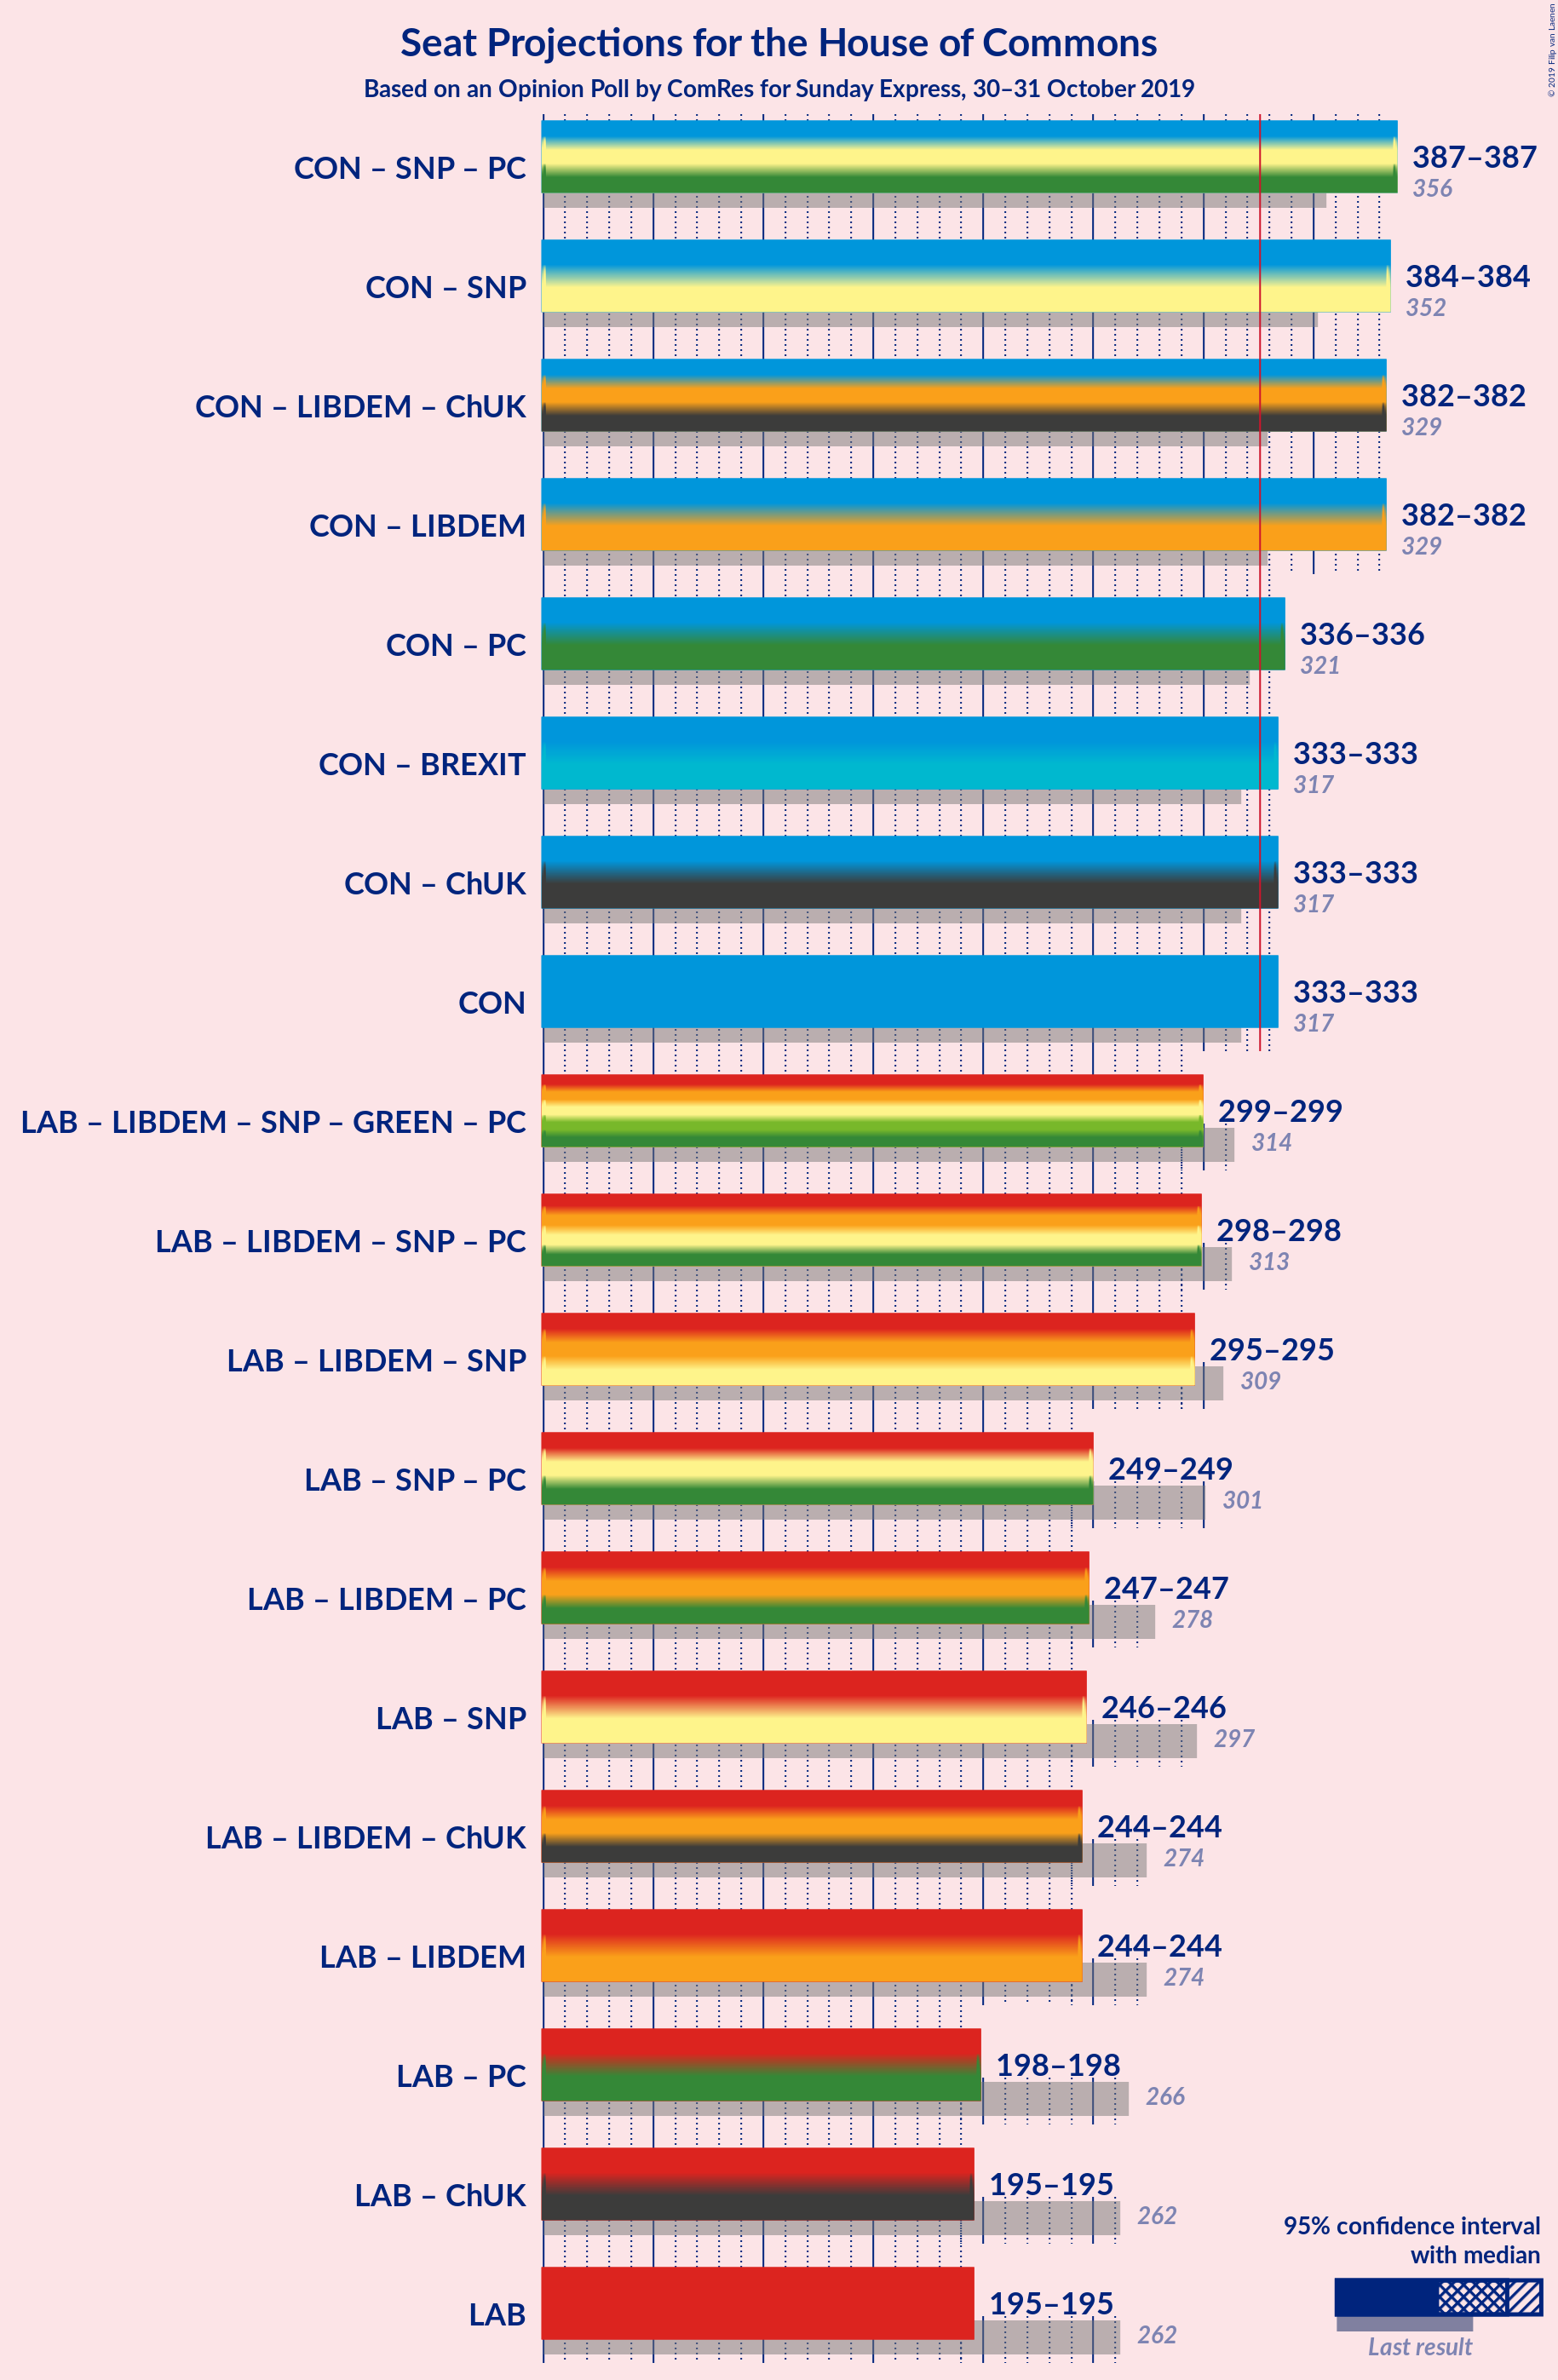 Seat Projections for the House of Commons
Based on an Opinion Poll by ComRes for Sunday Express, 30–31 October 2019
© 2019 Filip van Laenen
CON – SNP – PC
387–387
356
CON – SNP
384–384
352
CON – LIBDEM – ChUK
382–382
329
CON – LIBDEM
382–382
329
CON – PC
336–336
321
CON – BREXIT
333–333
317
CON – ChUK
333–333
317
CON
333–333
317
LAB – LIBDEM – SNP – GREEN – PC
299–299
314
LAB – LIBDEM – SNP – PC
298–298
313
LAB – LIBDEM – SNP
295–295
309
LAB – SNP – PC
249–249
301
LAB – LIBDEM – PC
247–247
278
LAB – SNP
246–246
297
LAB – LIBDEM – ChUK
244–244
274
LAB – LIBDEM
244–244
274
LAB – PC
198–198
266
LAB – ChUK
195–195
262
LAB
195–195
262
95% confidence interval
with median
Last result